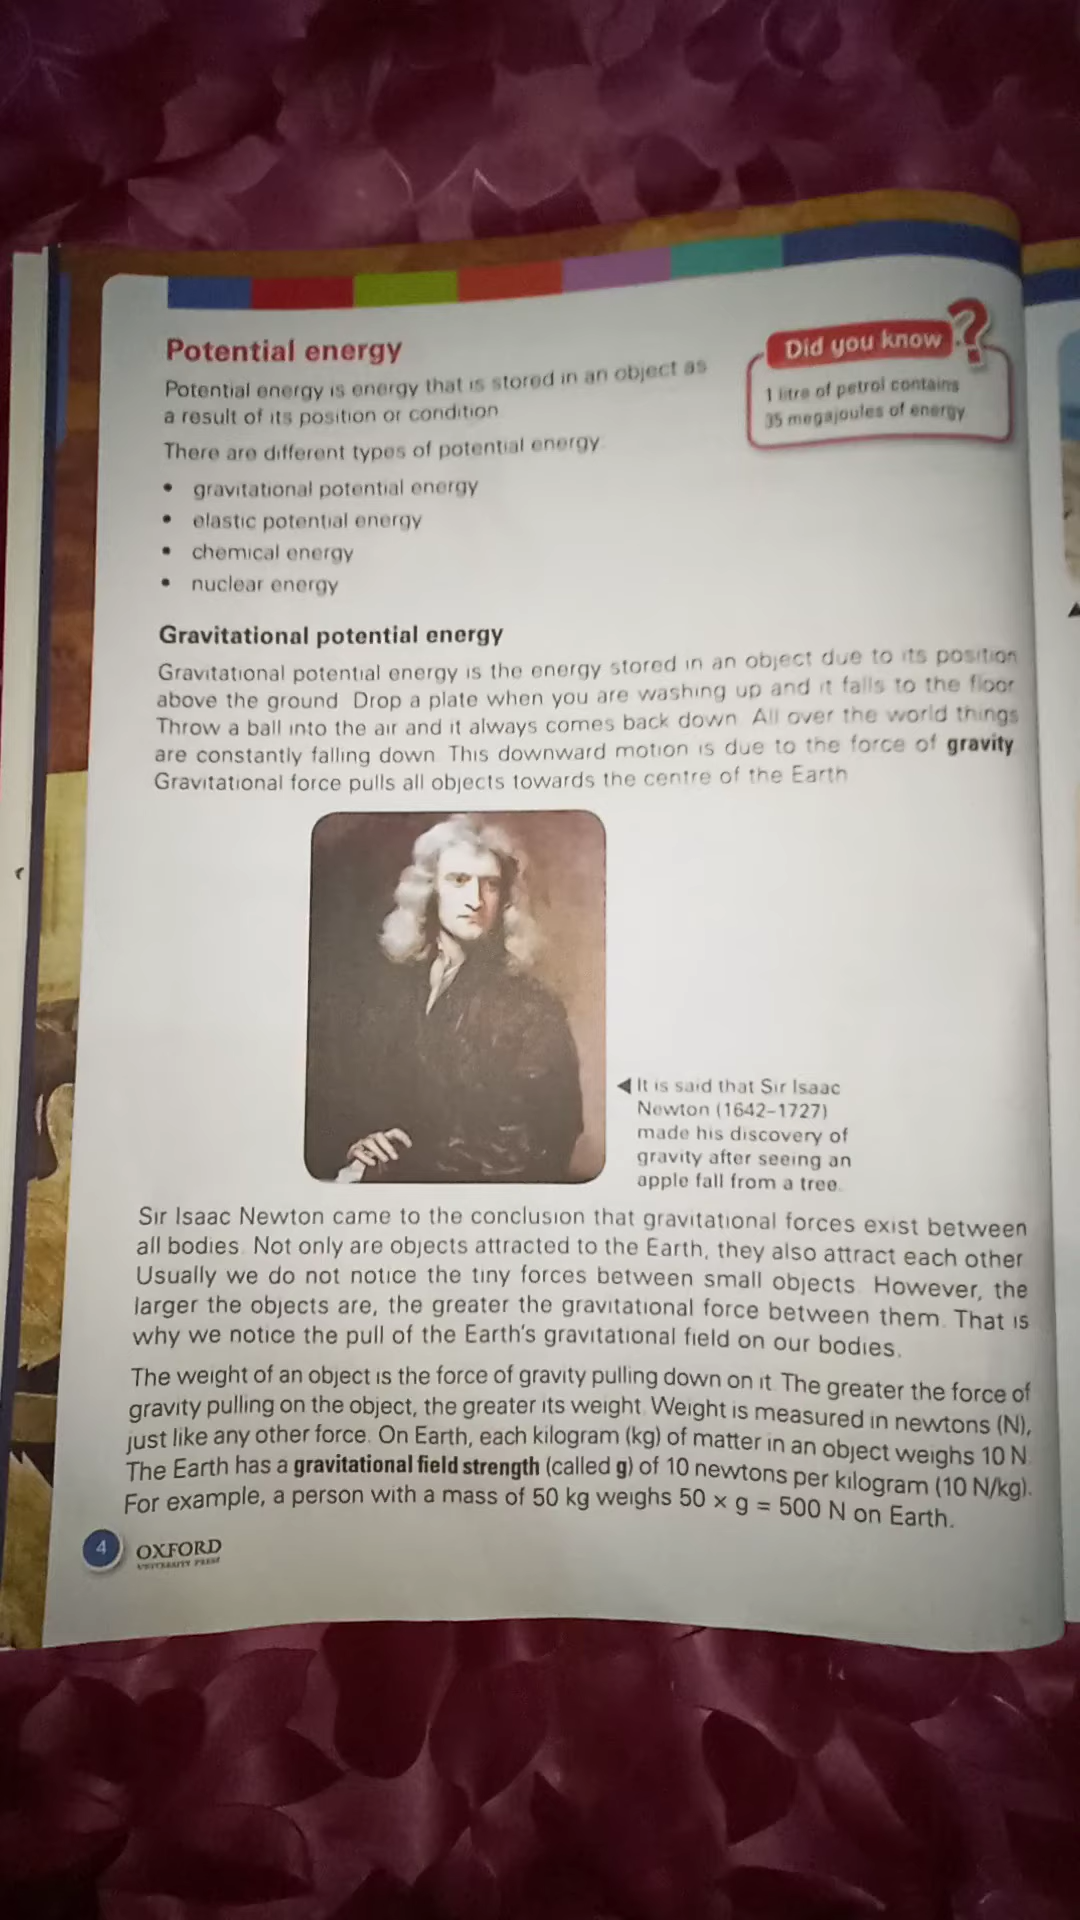 Potential energy
Potential energy is energy that is stored in an object as
a result of its position or condition
There are different types of potential energy
• gravitational potential energy
• elastic potential energy
• chemical energy
• nuclear energy
Did you know ?
1 litre of petrol contains
35 megajoules of energy
Gravitational potential energy
Gravitational potential energy is the energy stored in an object due to its position
above the ground Drop a plate when you are washing up and it falls to the floor
Throw a ball into the air and it always comes back down All over the world things
are constantly falling down This downward motion is due to the force of gravity
Gravitational force pulls all objects towards the centre of the Earth
◀ It is said that Sir Isaac
Newton (1642–1727)
made his discovery of
gravity after seeing an
apple fall from a tree.
Sir Isaac Newton came to the conclusion that gravitational forces exist between
all bodies. Not only are objects attracted to the Earth, they also attract each other
Usually we do not notice the tiny forces between small objects. However, the
larger the objects are, the greater the gravitational force between them. That is
why we notice the pull of the Earth's gravitational field on our bodies.
The weight of an object is the force of gravity pulling down on it. The greater the force of
gravity pulling on the object, the greater its weight. Weight is measured in newtons (N),
just like any other force. On Earth, each kilogram (kg) of matter in an object weighs 10 N
The Earth has a gravitational field strength (called g) of 10 newtons per kilogram (10 N/kg).
For example, a person with a mass of 50 kg weighs 50 × g = 500 N on Earth.
4 OXFORD
UNIVERSITY PRESS